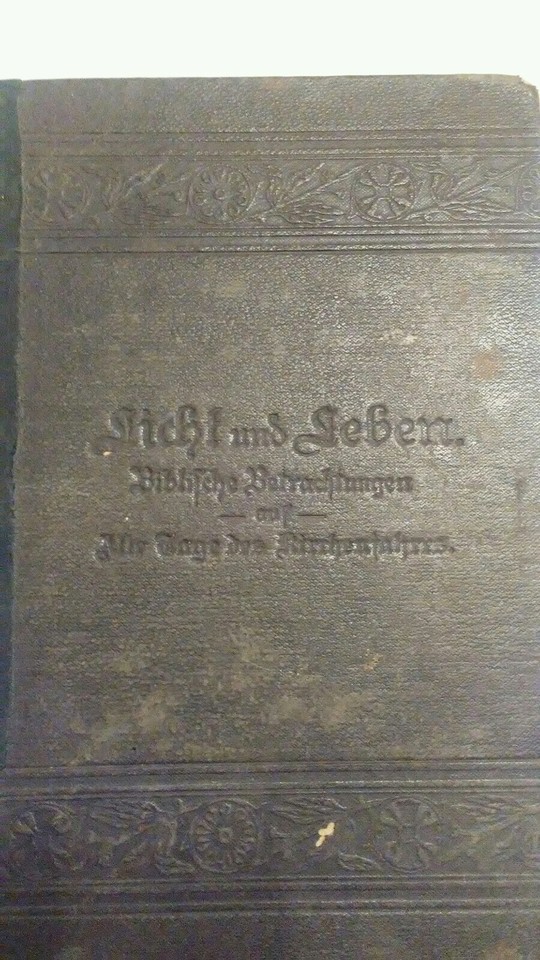 Licht und Leben.
Biblische Betrachtungen
— auf —
Alle Tage des Kirchenjahres.